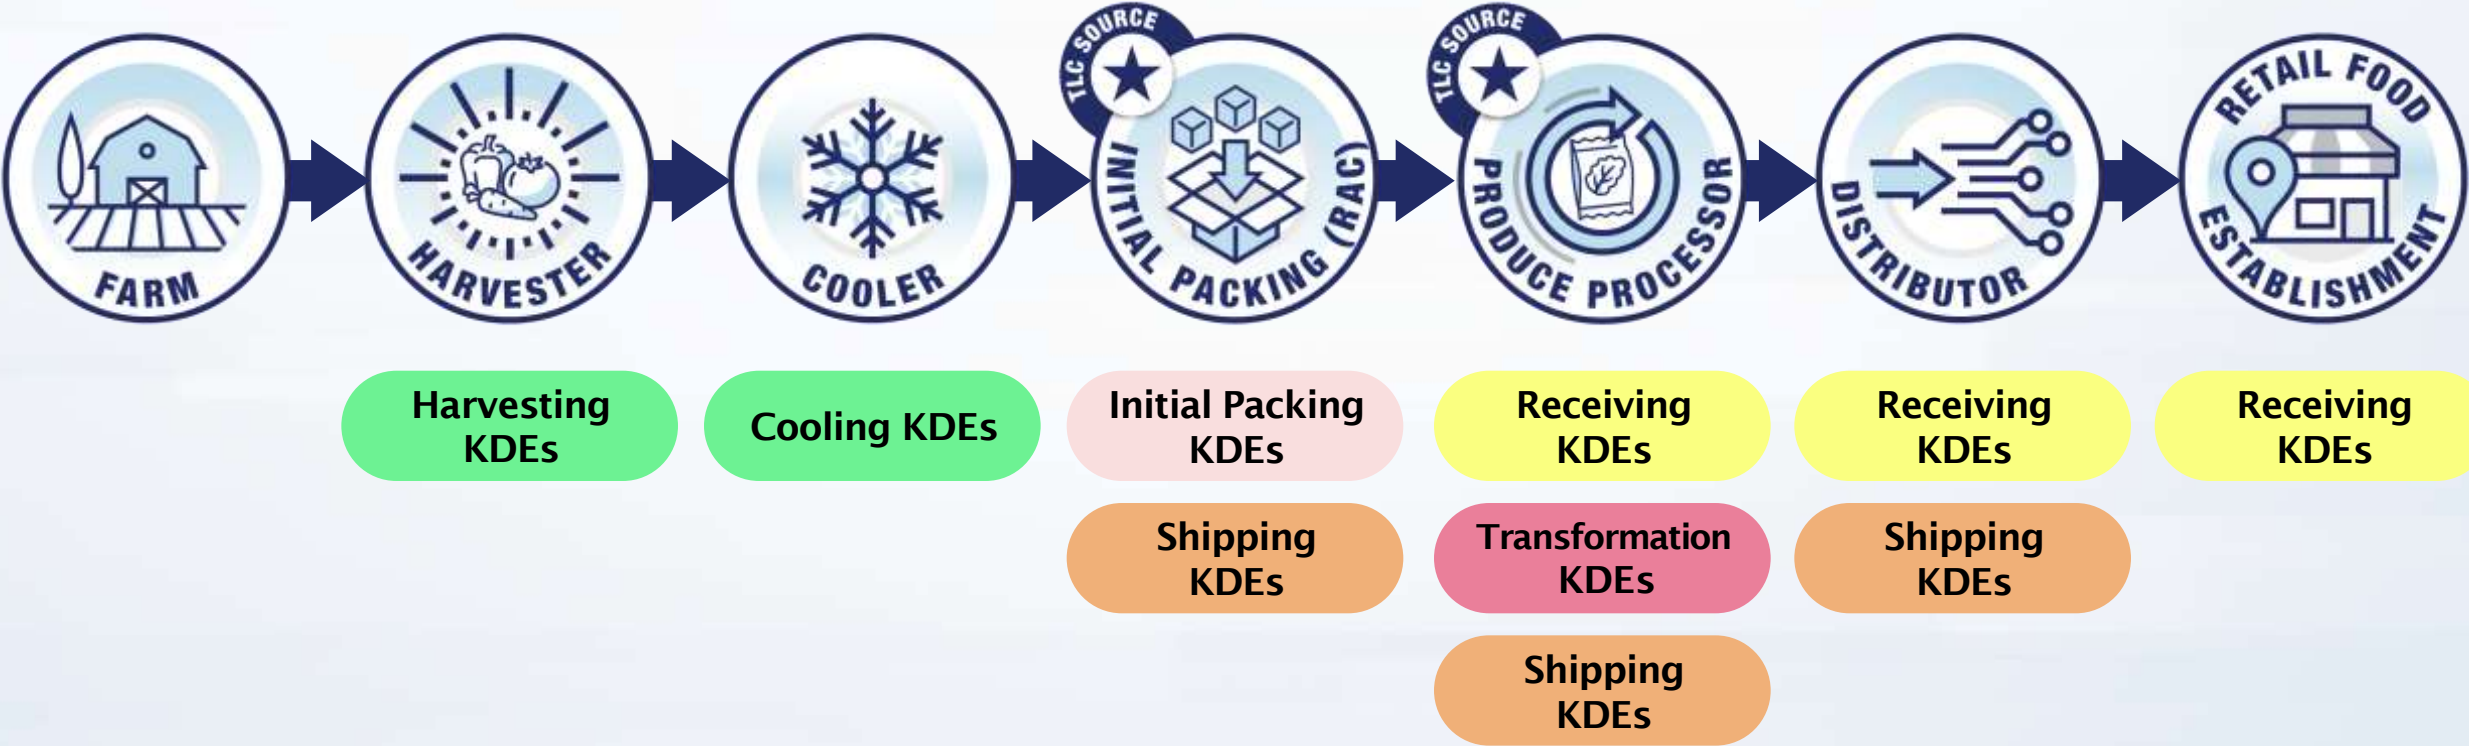 FARM
HARVESTER
COOLER
TLC SOURCE
INITIAL PACKING (RAC)
TLC SOURCE
PRODUCE PROCESSOR
DISTRIBUTOR
RETAIL FOOD
ESTABLISHMENT
Harvesting
KDEs
Cooling KDEs
Initial Packing
KDEs
Receiving
KDEs
Receiving
KDEs
Receiving
KDEs
Shipping
KDEs
Transformation
KDEs
Shipping
KDEs
Shipping
KDEs